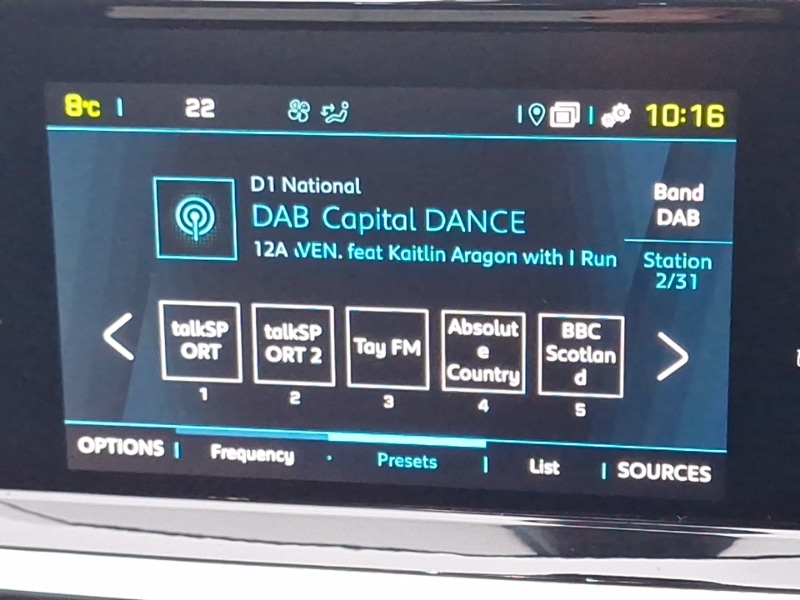 8°C 22 10:16
D1 National
DAB Capital DANCE
12A VEN. feat Kaitlin Aragon with I Run
Band
DAB
Station
2/31
talkSP
ORT
1
talkSP
ORT 2
2
Tay FM
3
Absolut
e
Country
4
BBC
Scotlan
d
5
OPTIONS Frequency Presets List SOURCES